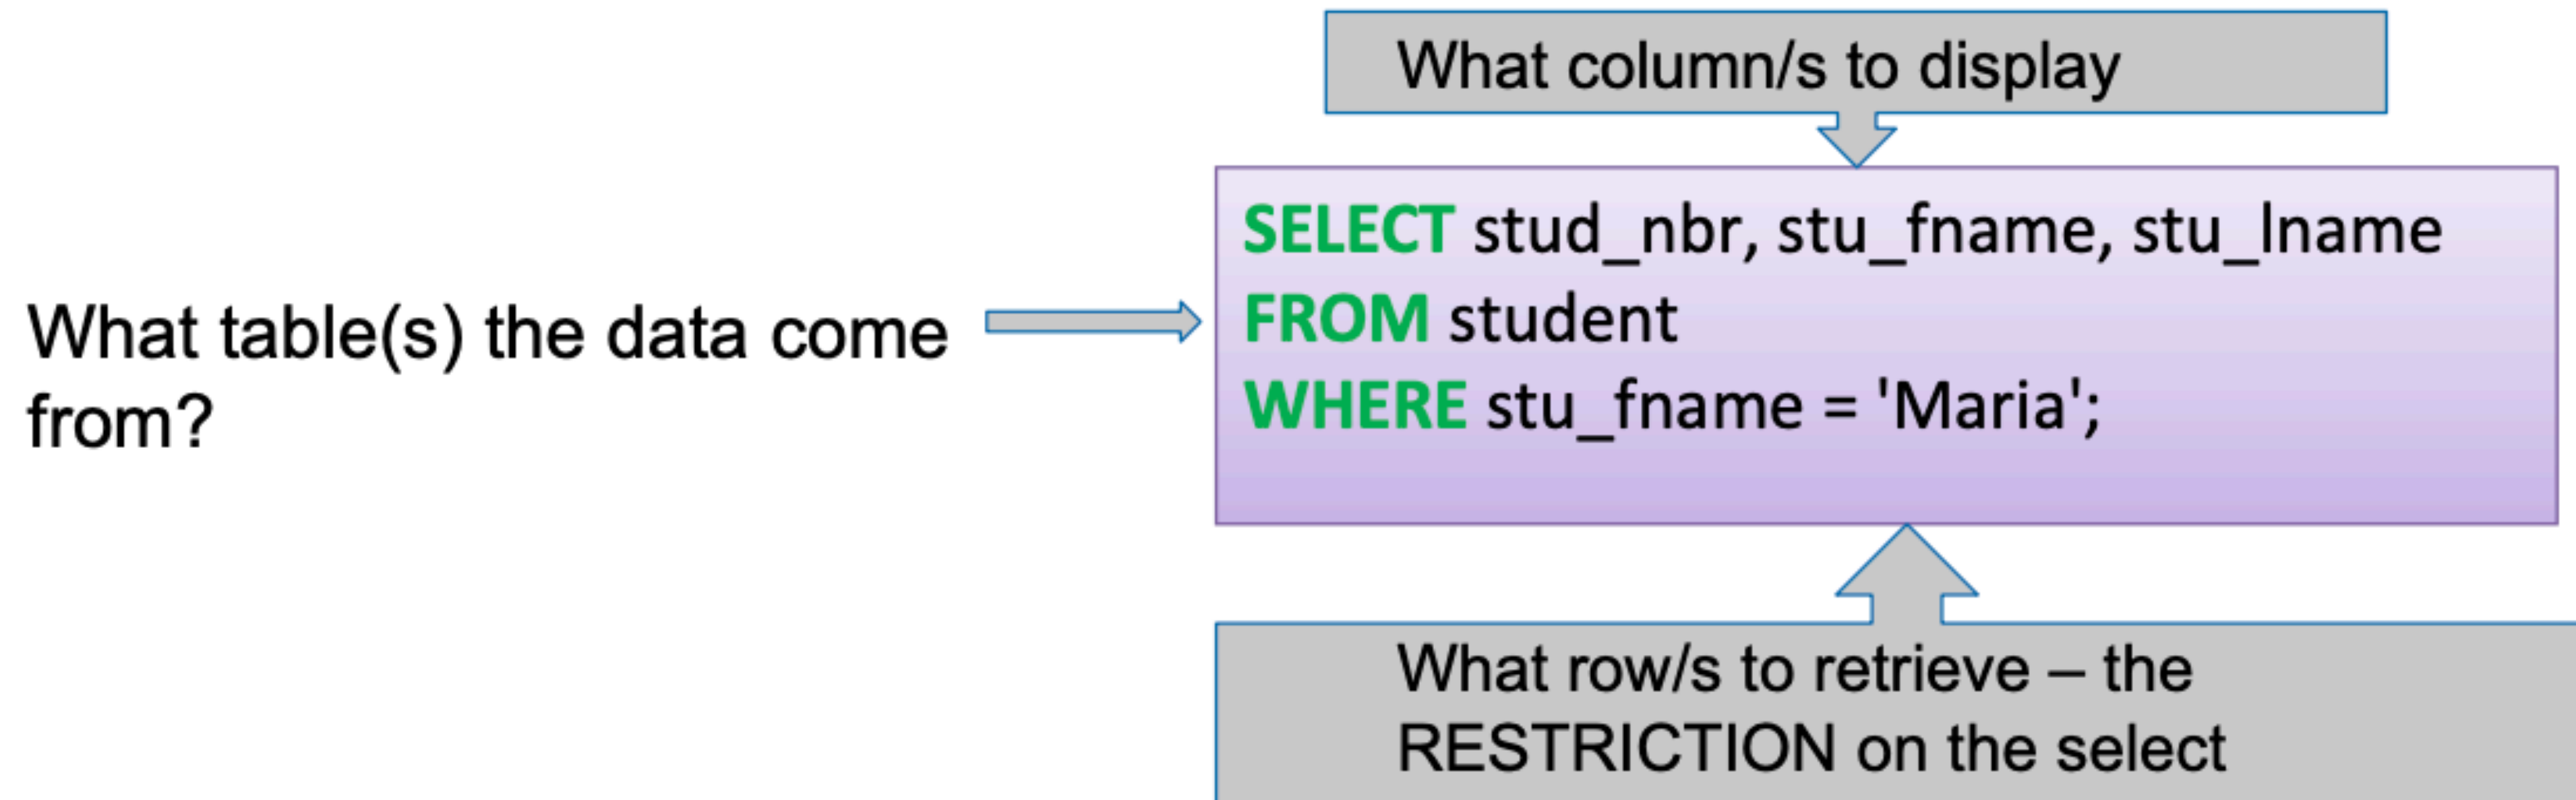 What column/s to display
SELECT stud_nbr, stu_fname, stu_lname
What table(s) the data come
from?
FROM student
WHERE stu_fname = 'Maria';
What row/s to retrieve – the
RESTRICTION on the select